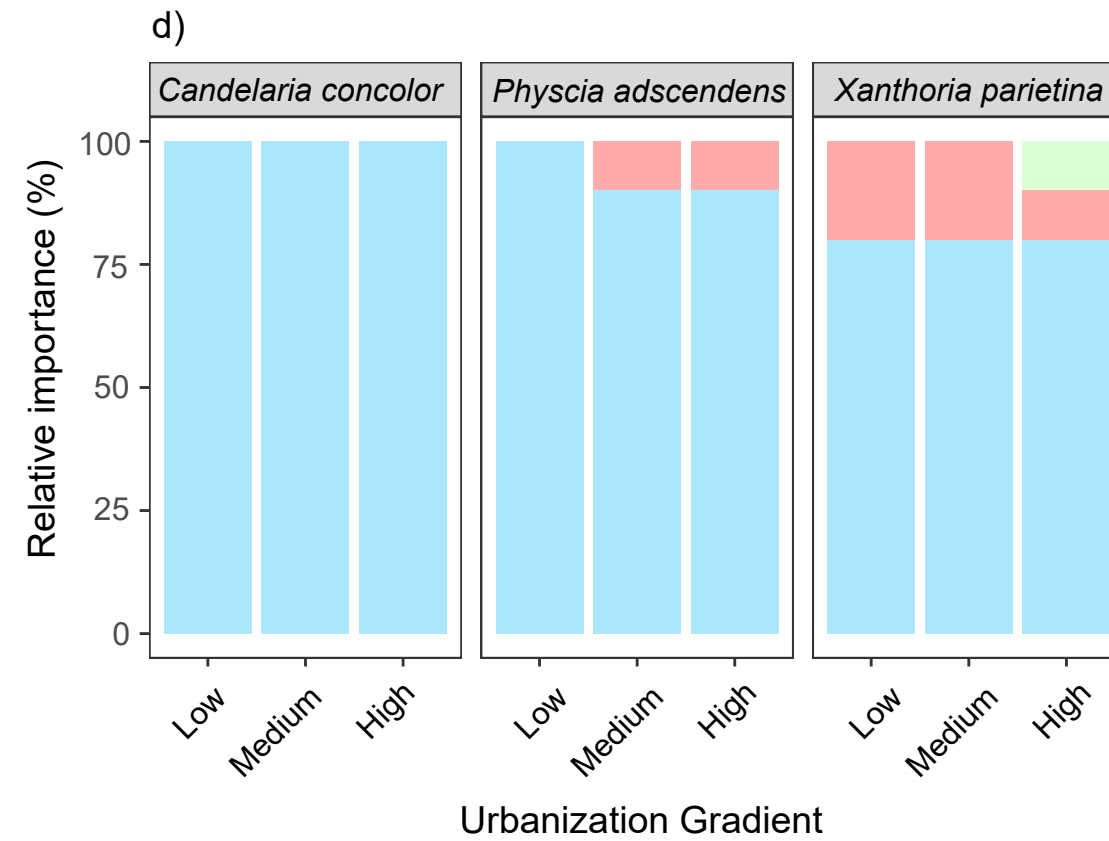 d)
Candelaria concolor
Physcia adscendens
Xanthoria parietina
Relative importance (%)
100
75
50
25
0
Low
Medium
High
Low
Medium
High
Low
Medium
High
Urbanization Gradient